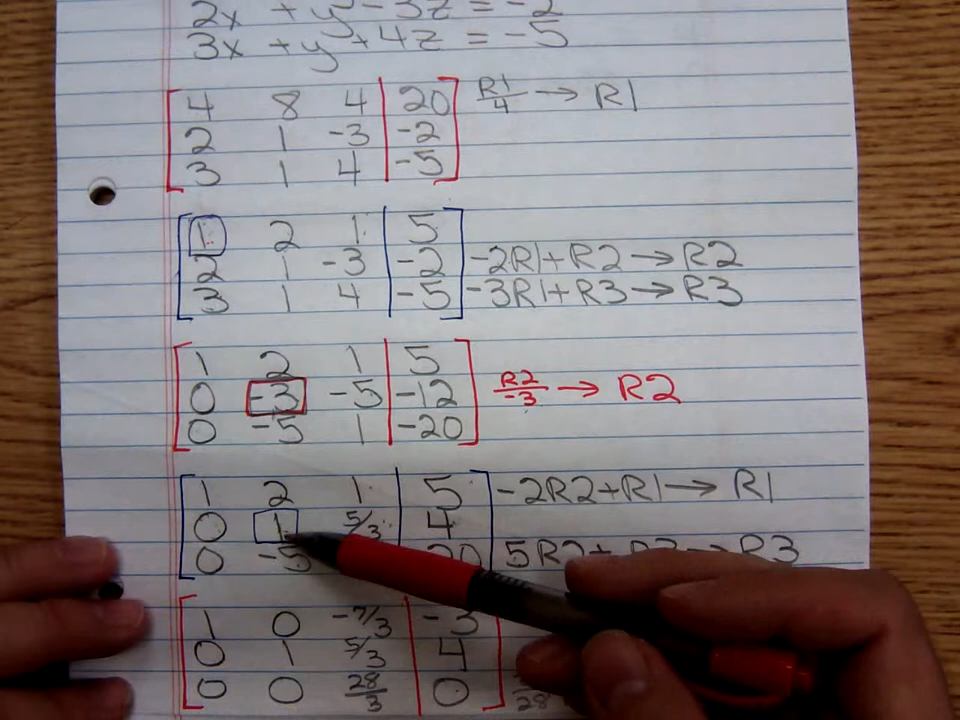 2x + y - 3z = -2
3x + y + 4z = -5
4 8 4 20 R1/4 → R1
2 1 -3 -2
3 1 4 -5
1 2 1 5
2 1 -3 -2 -2R1+R2 → R2
3 1 4 -5 -3R1+R3 → R3
1 2 1 5
0 -3 -5 -12 R2/-3 → R2
0 -5 1 -20
1 2 1 5 -2R2+R1 → R1
0 1 5/3 4
0 -5 5R2+ R3
1 0 -7/3 -3
0 1 5/3 4
0 0 28/3 0